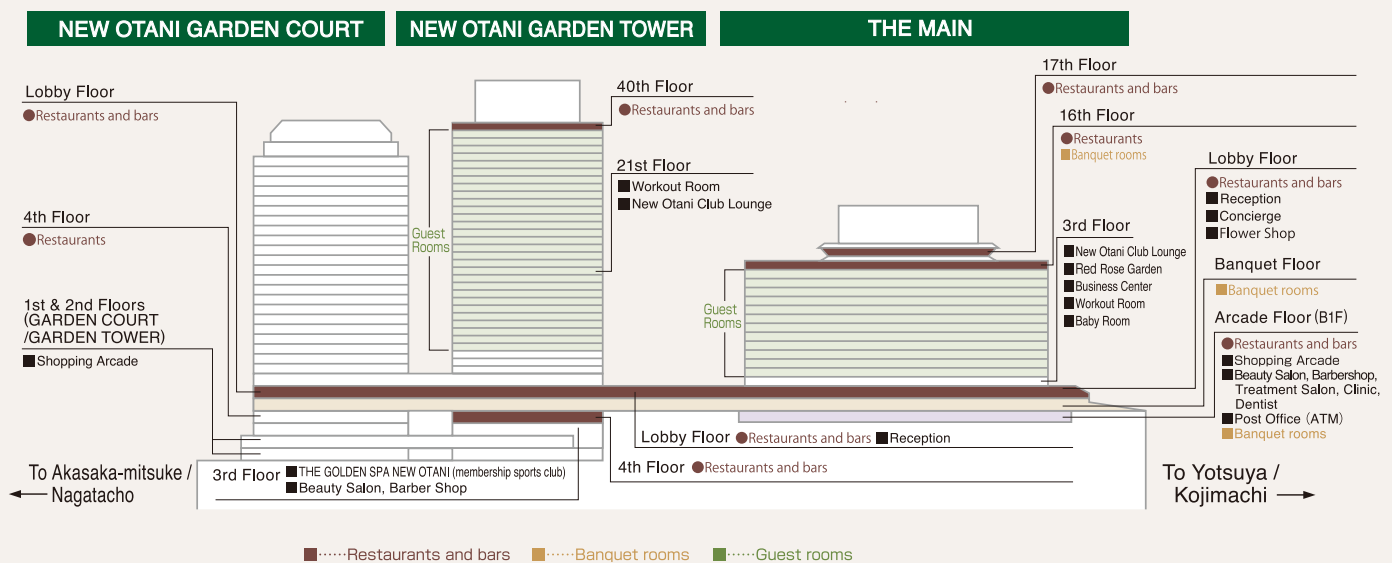 NEW OTANI GARDEN COURT
NEW OTANI GARDEN TOWER
THE MAIN
Lobby Floor
●Restaurants and bars
4th Floor
●Restaurants
1st & 2nd Floors
(GARDEN COURT
/GARDEN TOWER)
■Shopping Arcade
40th Floor
●Restaurants and bars
21st Floor
■Workout Room
■New Otani Club Lounge
Guest
Rooms
17th Floor
●Restaurants and bars
16th Floor
●Restaurants
■Banquet rooms
Lobby Floor
●Restaurants and bars
■Reception
■Concierge
■Flower Shop
3rd Floor
■New Otani Club Lounge
■Red Rose Garden
■Business Center
■Workout Room
■Baby Room
Guest
Rooms
Banquet Floor
■Banquet rooms
Arcade Floor (B1F)
●Restaurants and bars
■Shopping Arcade
■Beauty Salon, Barbershop,
Treatment Salon, Clinic,
Dentist
■Post Office (ATM)
■Banquet rooms
Lobby Floor ●Restaurants and bars ■Reception
4th Floor ●Restaurants and bars
3rd Floor ■THE GOLDEN SPA NEW OTANI (membership sports club)
■Beauty Salon, Barber Shop
To Akasaka-mitsuke /
Nagatacho
To Yotsuya /
Kojimachi
■······Restaurants and bars ■······Banquet rooms ■······Guest rooms